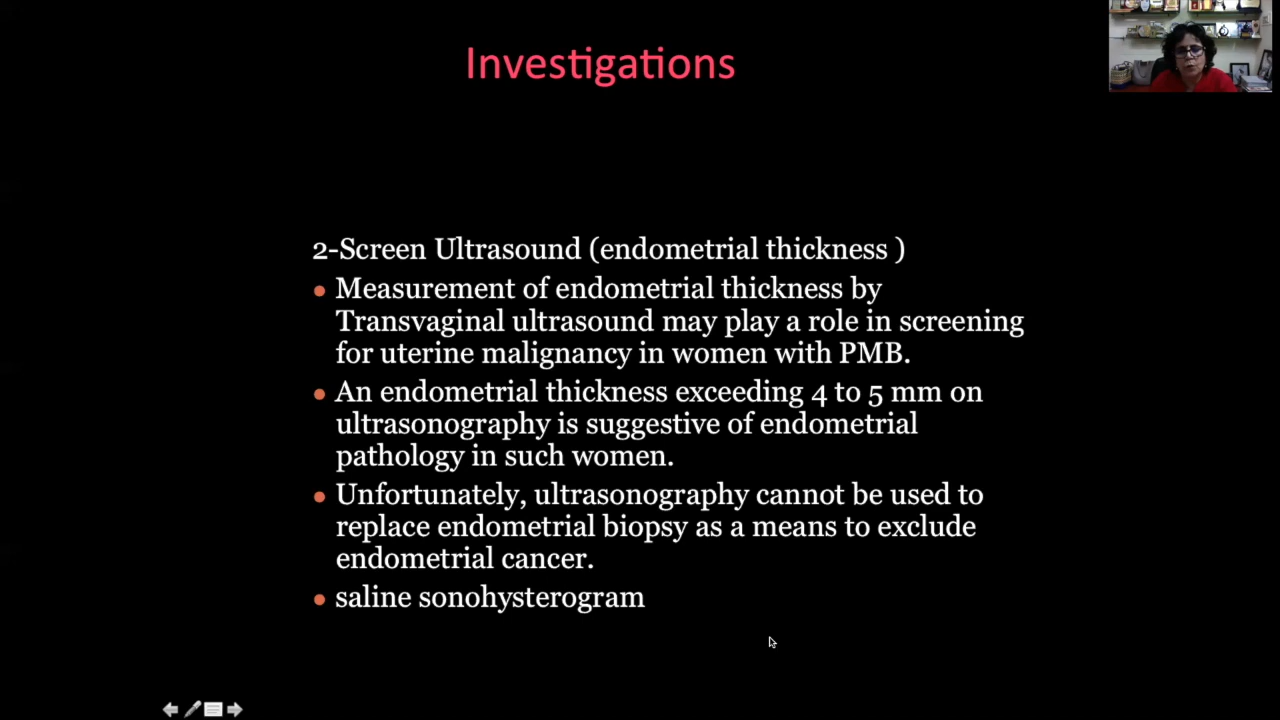 Investigations
2-Screen Ultrasound (endometrial thickness )
• Measurement of endometrial thickness by
Transvaginal ultrasound may play a role in screening
for uterine malignancy in women with PMB.
• An endometrial thickness exceeding 4 to 5 mm on
ultrasonography is suggestive of endometrial
pathology in such women.
• Unfortunately, ultrasonography cannot be used to
replace endometrial biopsy as a means to exclude
endometrial cancer.
• saline sonohysterogram